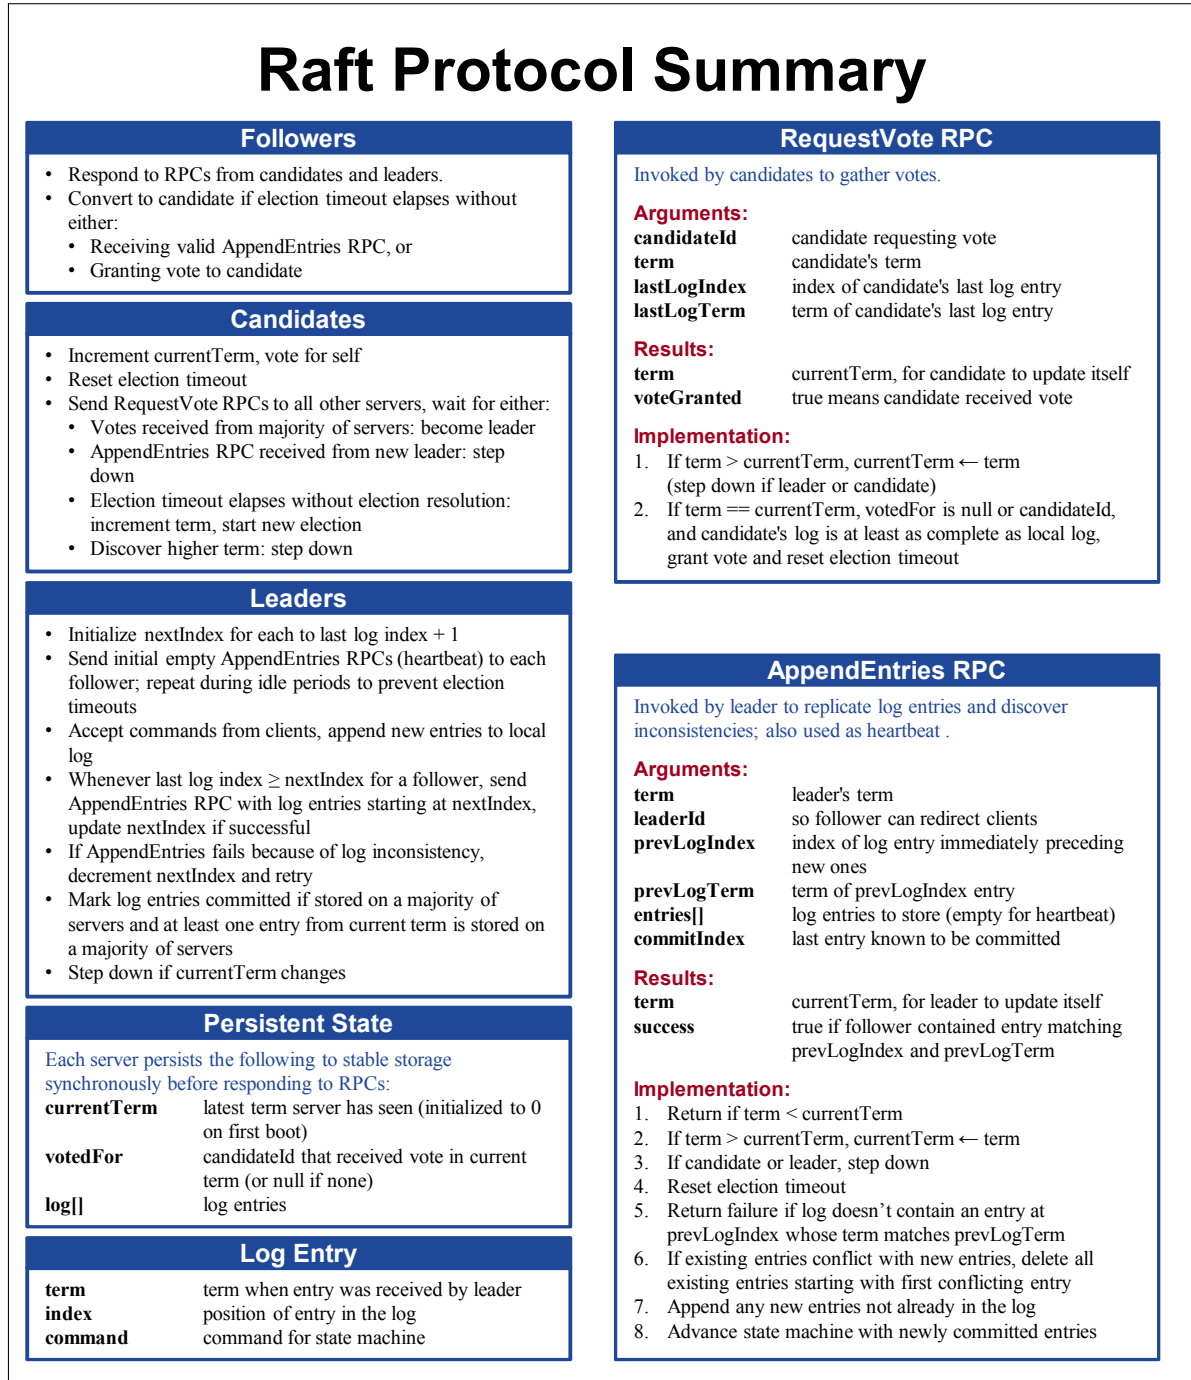 Raft Protocol Summary
Followers
• Respond to RPCs from candidates and leaders.
• Convert to candidate if election timeout elapses without
either:
• Receiving valid AppendEntries RPC, or
• Granting vote to candidate
Candidates
• Increment currentTerm, vote for self
• Reset election timeout
• Send RequestVote RPCs to all other servers, wait for either:
• Votes received from majority of servers: become leader
• AppendEntries RPC received from new leader: step
down
• Election timeout elapses without election resolution:
increment term, start new election
• Discover higher term: step down
Leaders
• Initialize nextIndex for each to last log index + 1
• Send initial empty AppendEntries RPCs (heartbeat) to each
follower; repeat during idle periods to prevent election
timeouts
• Accept commands from clients, append new entries to local
log
• Whenever last log index ≥ nextIndex for a follower, send
AppendEntries RPC with log entries starting at nextIndex,
update nextIndex if successful
• If AppendEntries fails because of log inconsistency,
decrement nextIndex and retry
• Mark log entries committed if stored on a majority of
servers and at least one entry from current term is stored on
a majority of servers
• Step down if currentTerm changes
Persistent State
Each server persists the following to stable storage
synchronously before responding to RPCs:
currentTerm latest term server has seen (initialized to 0
on first boot)
votedFor candidateId that received vote in current
term (or null if none)
log[] log entries
Log Entry
term term when entry was received by leader
index position of entry in the log
command command for state machine
RequestVote RPC
Invoked by candidates to gather votes.
Arguments:
candidateId candidate requesting vote
term candidate's term
lastLogIndex index of candidate's last log entry
lastLogTerm term of candidate's last log entry
Results:
term currentTerm, for candidate to update itself
voteGranted true means candidate received vote
Implementation:
1. If term > currentTerm, currentTerm ← term
(step down if leader or candidate)
2. If term == currentTerm, votedFor is null or candidateId,
and candidate's log is at least as complete as local log,
grant vote and reset election timeout
AppendEntries RPC
Invoked by leader to replicate log entries and discover
inconsistencies; also used as heartbeat .
Arguments:
term leader's term
leaderId so follower can redirect clients
prevLogIndex index of log entry immediately preceding
new ones
prevLogTerm term of prevLogIndex entry
entries[] log entries to store (empty for heartbeat)
commitIndex last entry known to be committed
Results:
term currentTerm, for leader to update itself
success true if follower contained entry matching
prevLogIndex and prevLogTerm
Implementation:
1. Return if term < currentTerm
2. If term > currentTerm, currentTerm ← term
3. If candidate or leader, step down
4. Reset election timeout
5. Return failure if log doesn’t contain an entry at
prevLogIndex whose term matches prevLogTerm
6. If existing entries conflict with new entries, delete all
existing entries starting with first conflicting entry
7. Append any new entries not already in the log
8. Advance state machine with newly committed entries